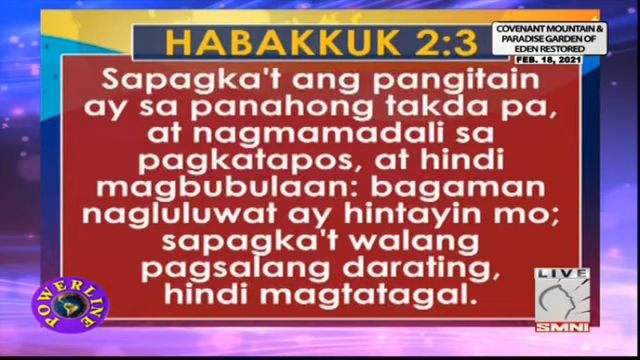 HABAKKUK 2:3
COVENANT MOUNTAIN &
PARADISE GARDEN OF
EDEN RESTORED
FEB. 18, 2021
Sapagka't ang pangitain
ay sa panahong takda pa,
at nagmamadali sa
pagkatapos, at hindi
magbubulaan: bagaman
nagluluwat ay hintayin mo;
sapagka't walang
pagsalang darating,
hindi magtatagal.
POWERLINE
LIVE
SMNI